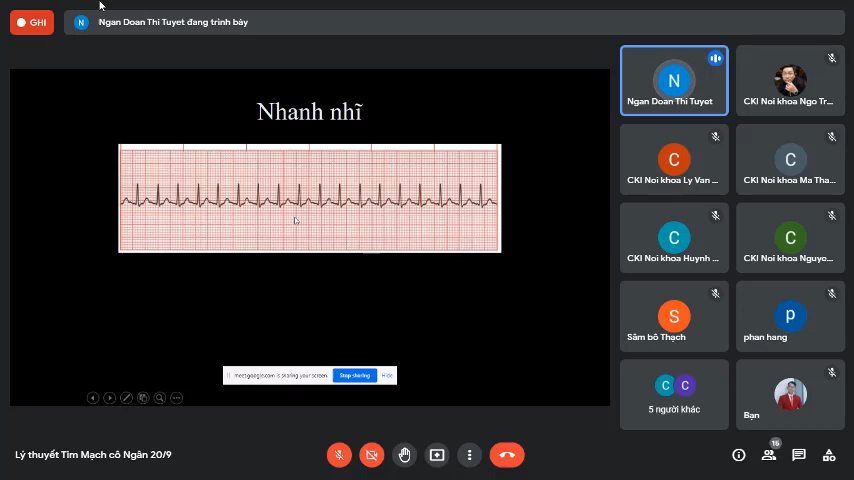 GHI
N
Ngan Doan Thi Tuyet đang trình bày
Nhanh nhĩ
meet.google.com is sharing your screen.
Stop sharing
Hide
N
Ngan Doan Thi Tuyet
CKI Noi khoa Ngo Tr...
C
CKI Noi khoa Ly Van ...
C
CKI Noi khoa Ma Tha...
C
CKI Noi khoa Huynh ...
C
CKI Noi khoa Nguye...
S
Sâm bô Thạch
p
phan hang
C C
5 người khác
Bạn
Lý thuyết Tim Mạch cô Ngân 20/9
15